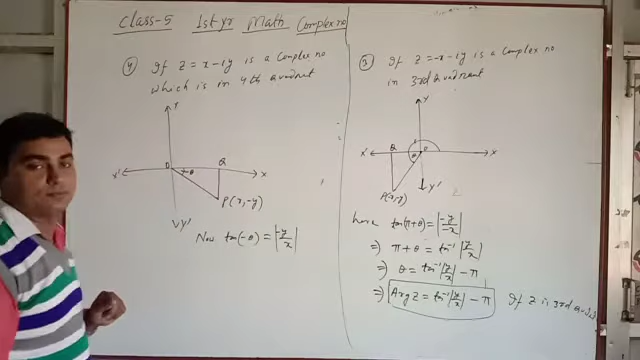 Class-5 1st yr Math Complex no
(4) If z = x - iy is a complex no
which is in 4th quadrant
Y
X'
O
-θ
Q
X
P(x,-y)
Y'
Now tan(-θ) = |-y/x|
(3) If z = -x - iy is a complex no
in 3rd quadrant
Y
X'
Q
O
θ
X
P(x,y)
Y'
here tan(π+θ) = |-y/-x|
⇒ π + θ = tan⁻¹|y/x|
⇒ θ = tan⁻¹|y/x| - π
⇒ Arg z = tan⁻¹|y/x| - π If z is 3rd